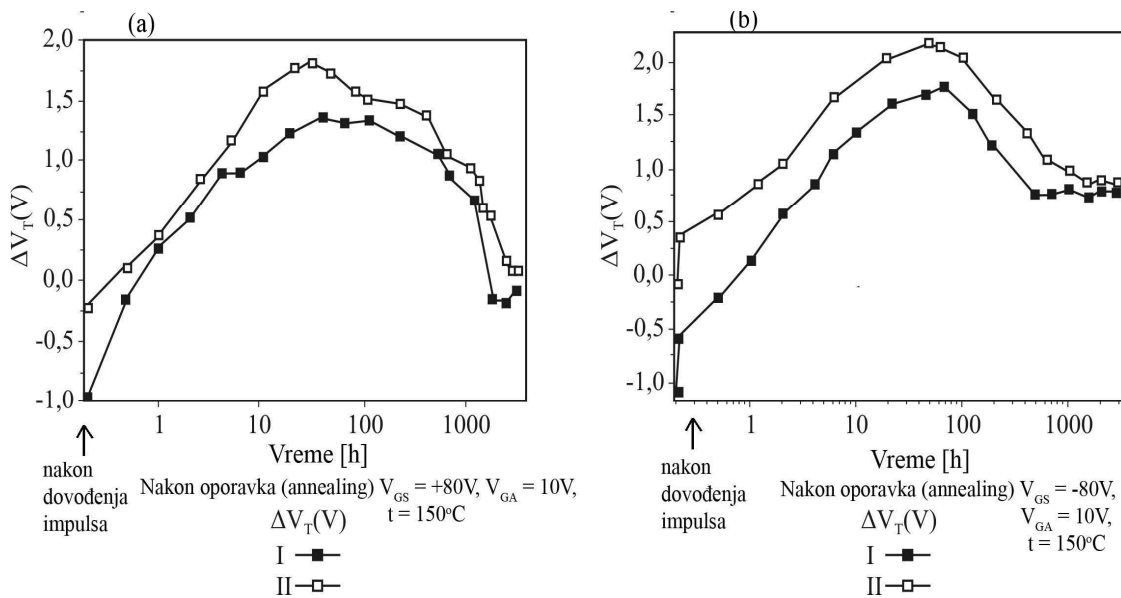 (a)
2,0
1,5
1,0
0,5
0,0
-0,5
-1,0
ΔV_T(V)
1
10
100
1000
Vreme [h]
nakon
dovođenja
impulsa
Nakon oporavka (annealing) V_GS = +80V, V_GA = 10V,
t = 150°C
ΔV_T(V)
I
II
(b)
2,0
1,5
1,0
0,5
0,0
-0,5
-1,0
ΔV_T(V)
1
10
100
1000
Vreme [h]
nakon
dovođenja
impulsa
Nakon oporavka (annealing) V_GS = -80V,
V_GA = 10V,
t = 150°C
ΔV_T(V)
I
II